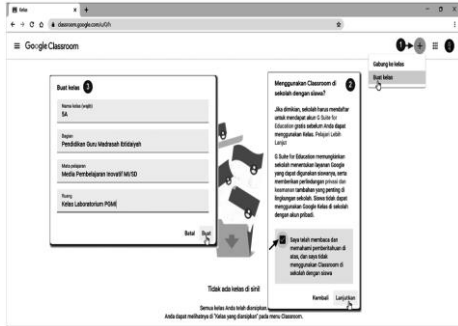 Kelas
classroom.google.com/u/0/h
Google Classroom
1
Gabung ke kelas
Buat kelas
Buat kelas 3
Nama kelas (wajib)
5A
Bagian
Pendidikan Guru Madrasah Ibtidaiyah
Mata pelajaran
Media Pembelajaran Inovatif MI/SD
Ruang
Kelas Laboratorium PGMI
Batal Buat
Menggunakan Classroom di
sekolah dengan siswa?
2
Jika dimikian, sekolah harus mendaftar
untuk mendapat akun G Suite for
Education gratis sebelum Anda dapat
menggunakan Kelas. Pelajari Lebih
Lanjut
G Suite for Education memungkinkan
sekolah menentukan layanan Google
yang dapat digunakan siswanya, serta
memberikan perlindungan privasi dan
keamanan tambahan yang penting di
lingkungan sekolah. Siswa tidak dapat
menggunakan Google Kelas di sekolah
dengan akun pribadi.
Saya telah membaca dan
memahami pemberitahuan di
atas, dan saya tidak
menggunakan Classroom di
sekolah dengan siswa
Kembali Lanjutkan
Tidak ada kelas di sini!
Semua kelas Anda telah diarsipkan
Anda dapat melihatnya di "Kelas yang diarsipkan" pada menu Classroom.